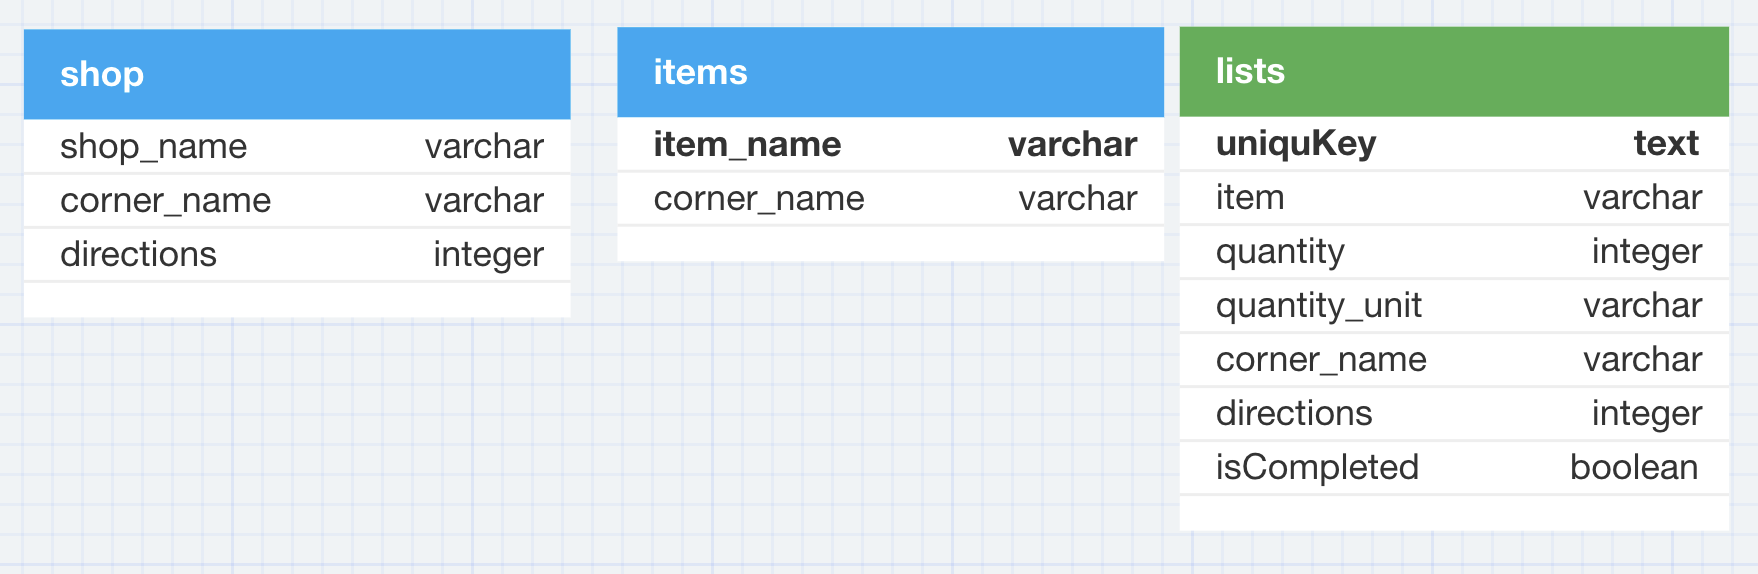 shop
shop_name varchar
corner_name varchar
directions integer
items
item_name varchar
corner_name varchar
lists
uniquKey text
item varchar
quantity integer
quantity_unit varchar
corner_name varchar
directions integer
isCompleted boolean